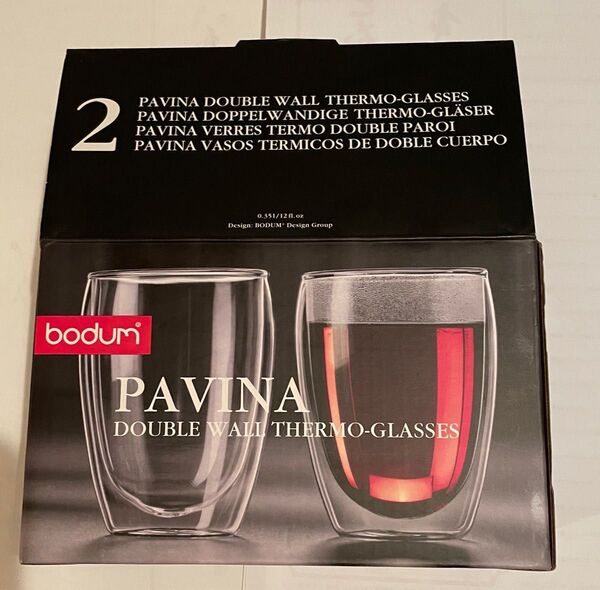 2
PAVINA DOUBLE WALL THERMO-GLASSES
PAVINA DOPPELWANDIGE THERMO-GLÄSER
PAVINA VERRES TERMO DOUBLE PAROI
PAVINA VASOS TERMICOS DE DOBLE CUERPO
0.35l/12 fl. oz
Design: BODUM® Design Group
bodum®
PAVINA
DOUBLE WALL THERMO-GLASSES